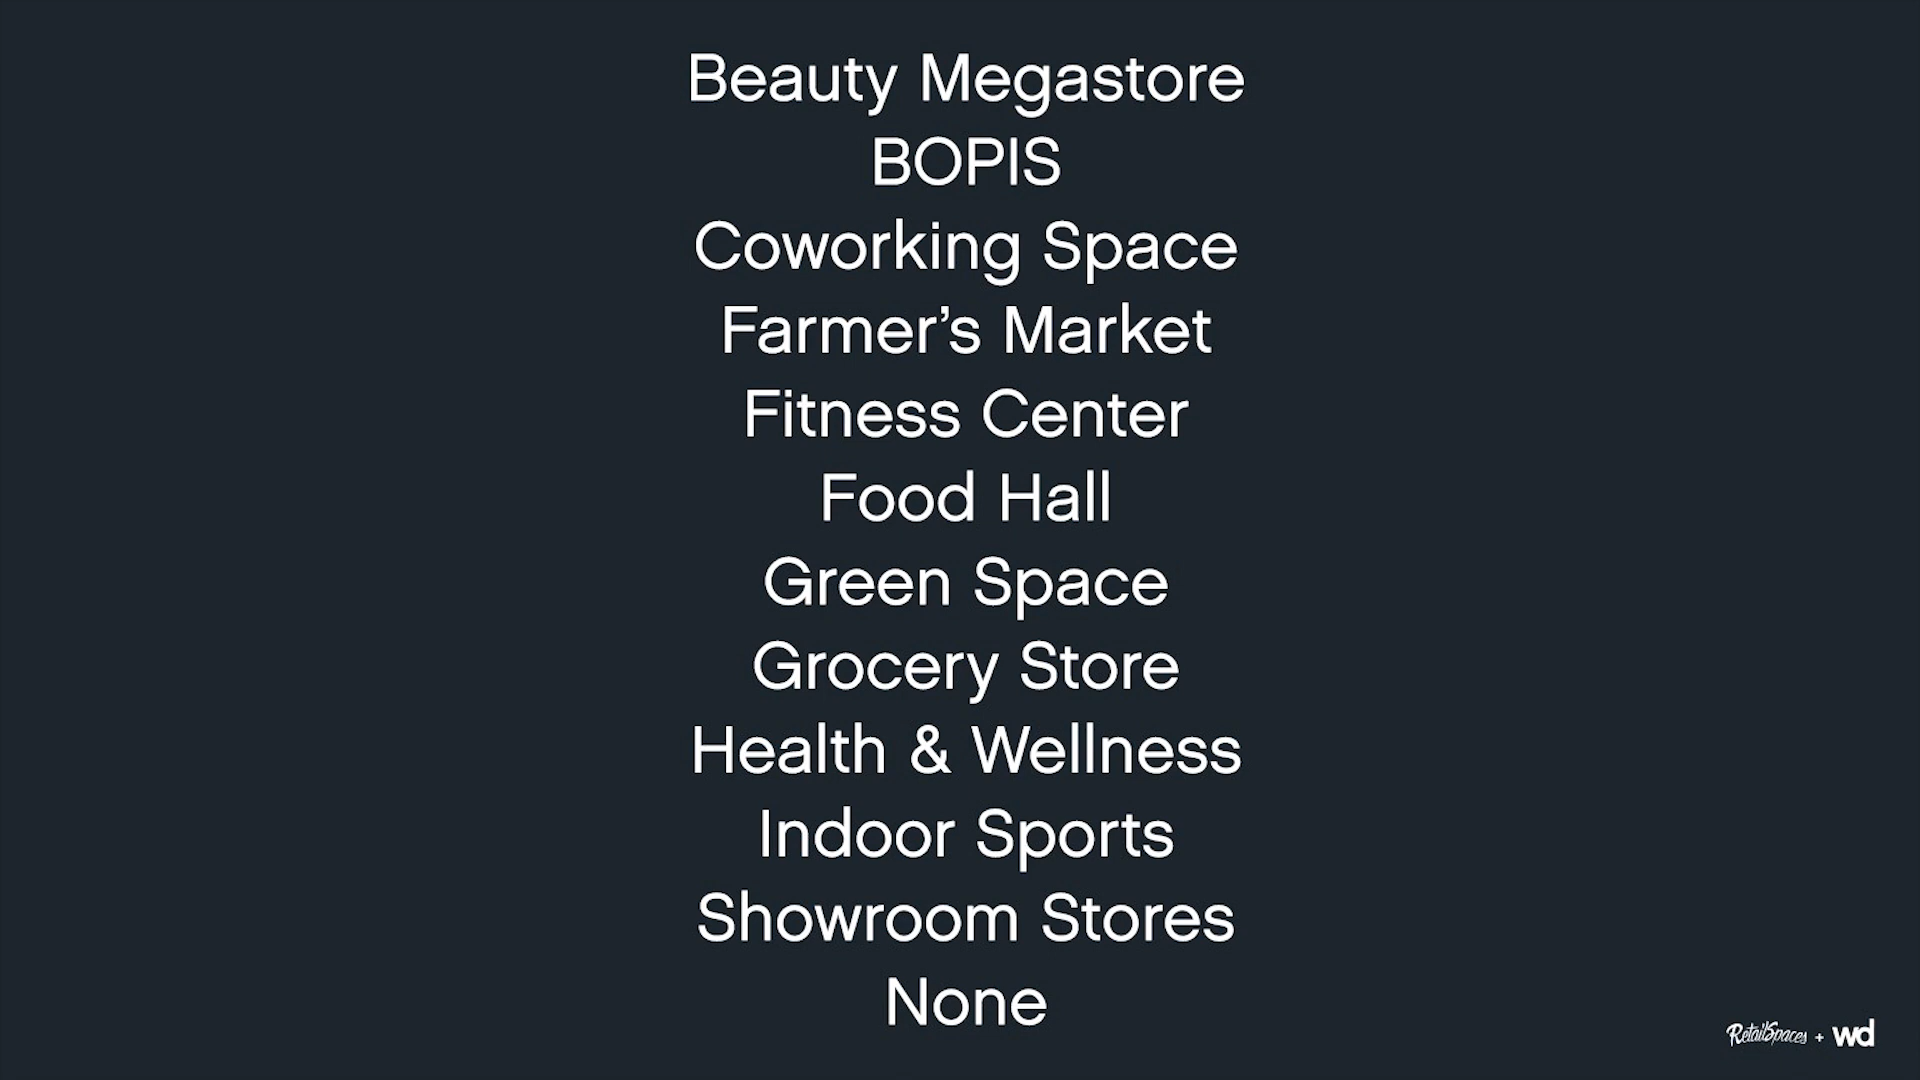 Beauty Megastore
BOPIS
Coworking Space
Farmer’s Market
Fitness Center
Food Hall
Green Space
Grocery Store
Health & Wellness
Indoor Sports
Showroom Stores
None
RetailSpaces + wd